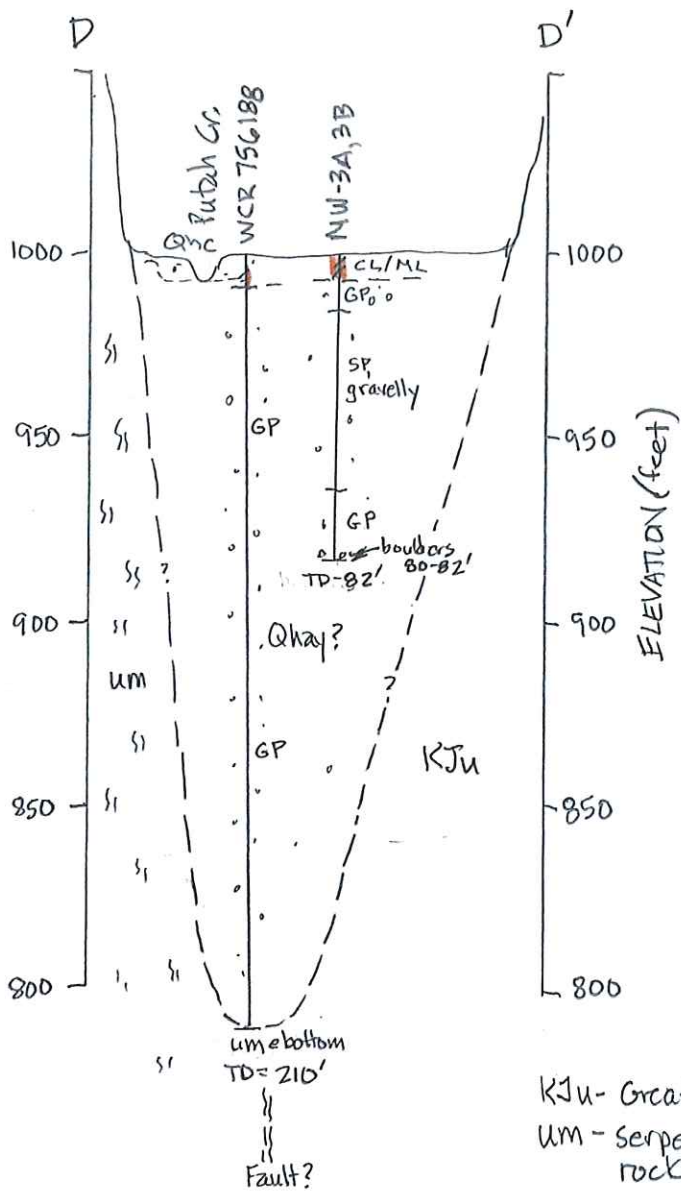 D
D'
Putah Cr.
WCR 756188
MW-3A, 3B
Qhc
1000
1000
CL/ML
GP
SP,
gravelly
950
950
GP
GP
boulders
80-82'
TD-82'
?
900
900
Qhay?
um
?
GP
KJu
850
850
800
800
ELEVATION (feet)
um@bottom
TD= 210'
Fault?
KJu- Grea
um - serpe
rock